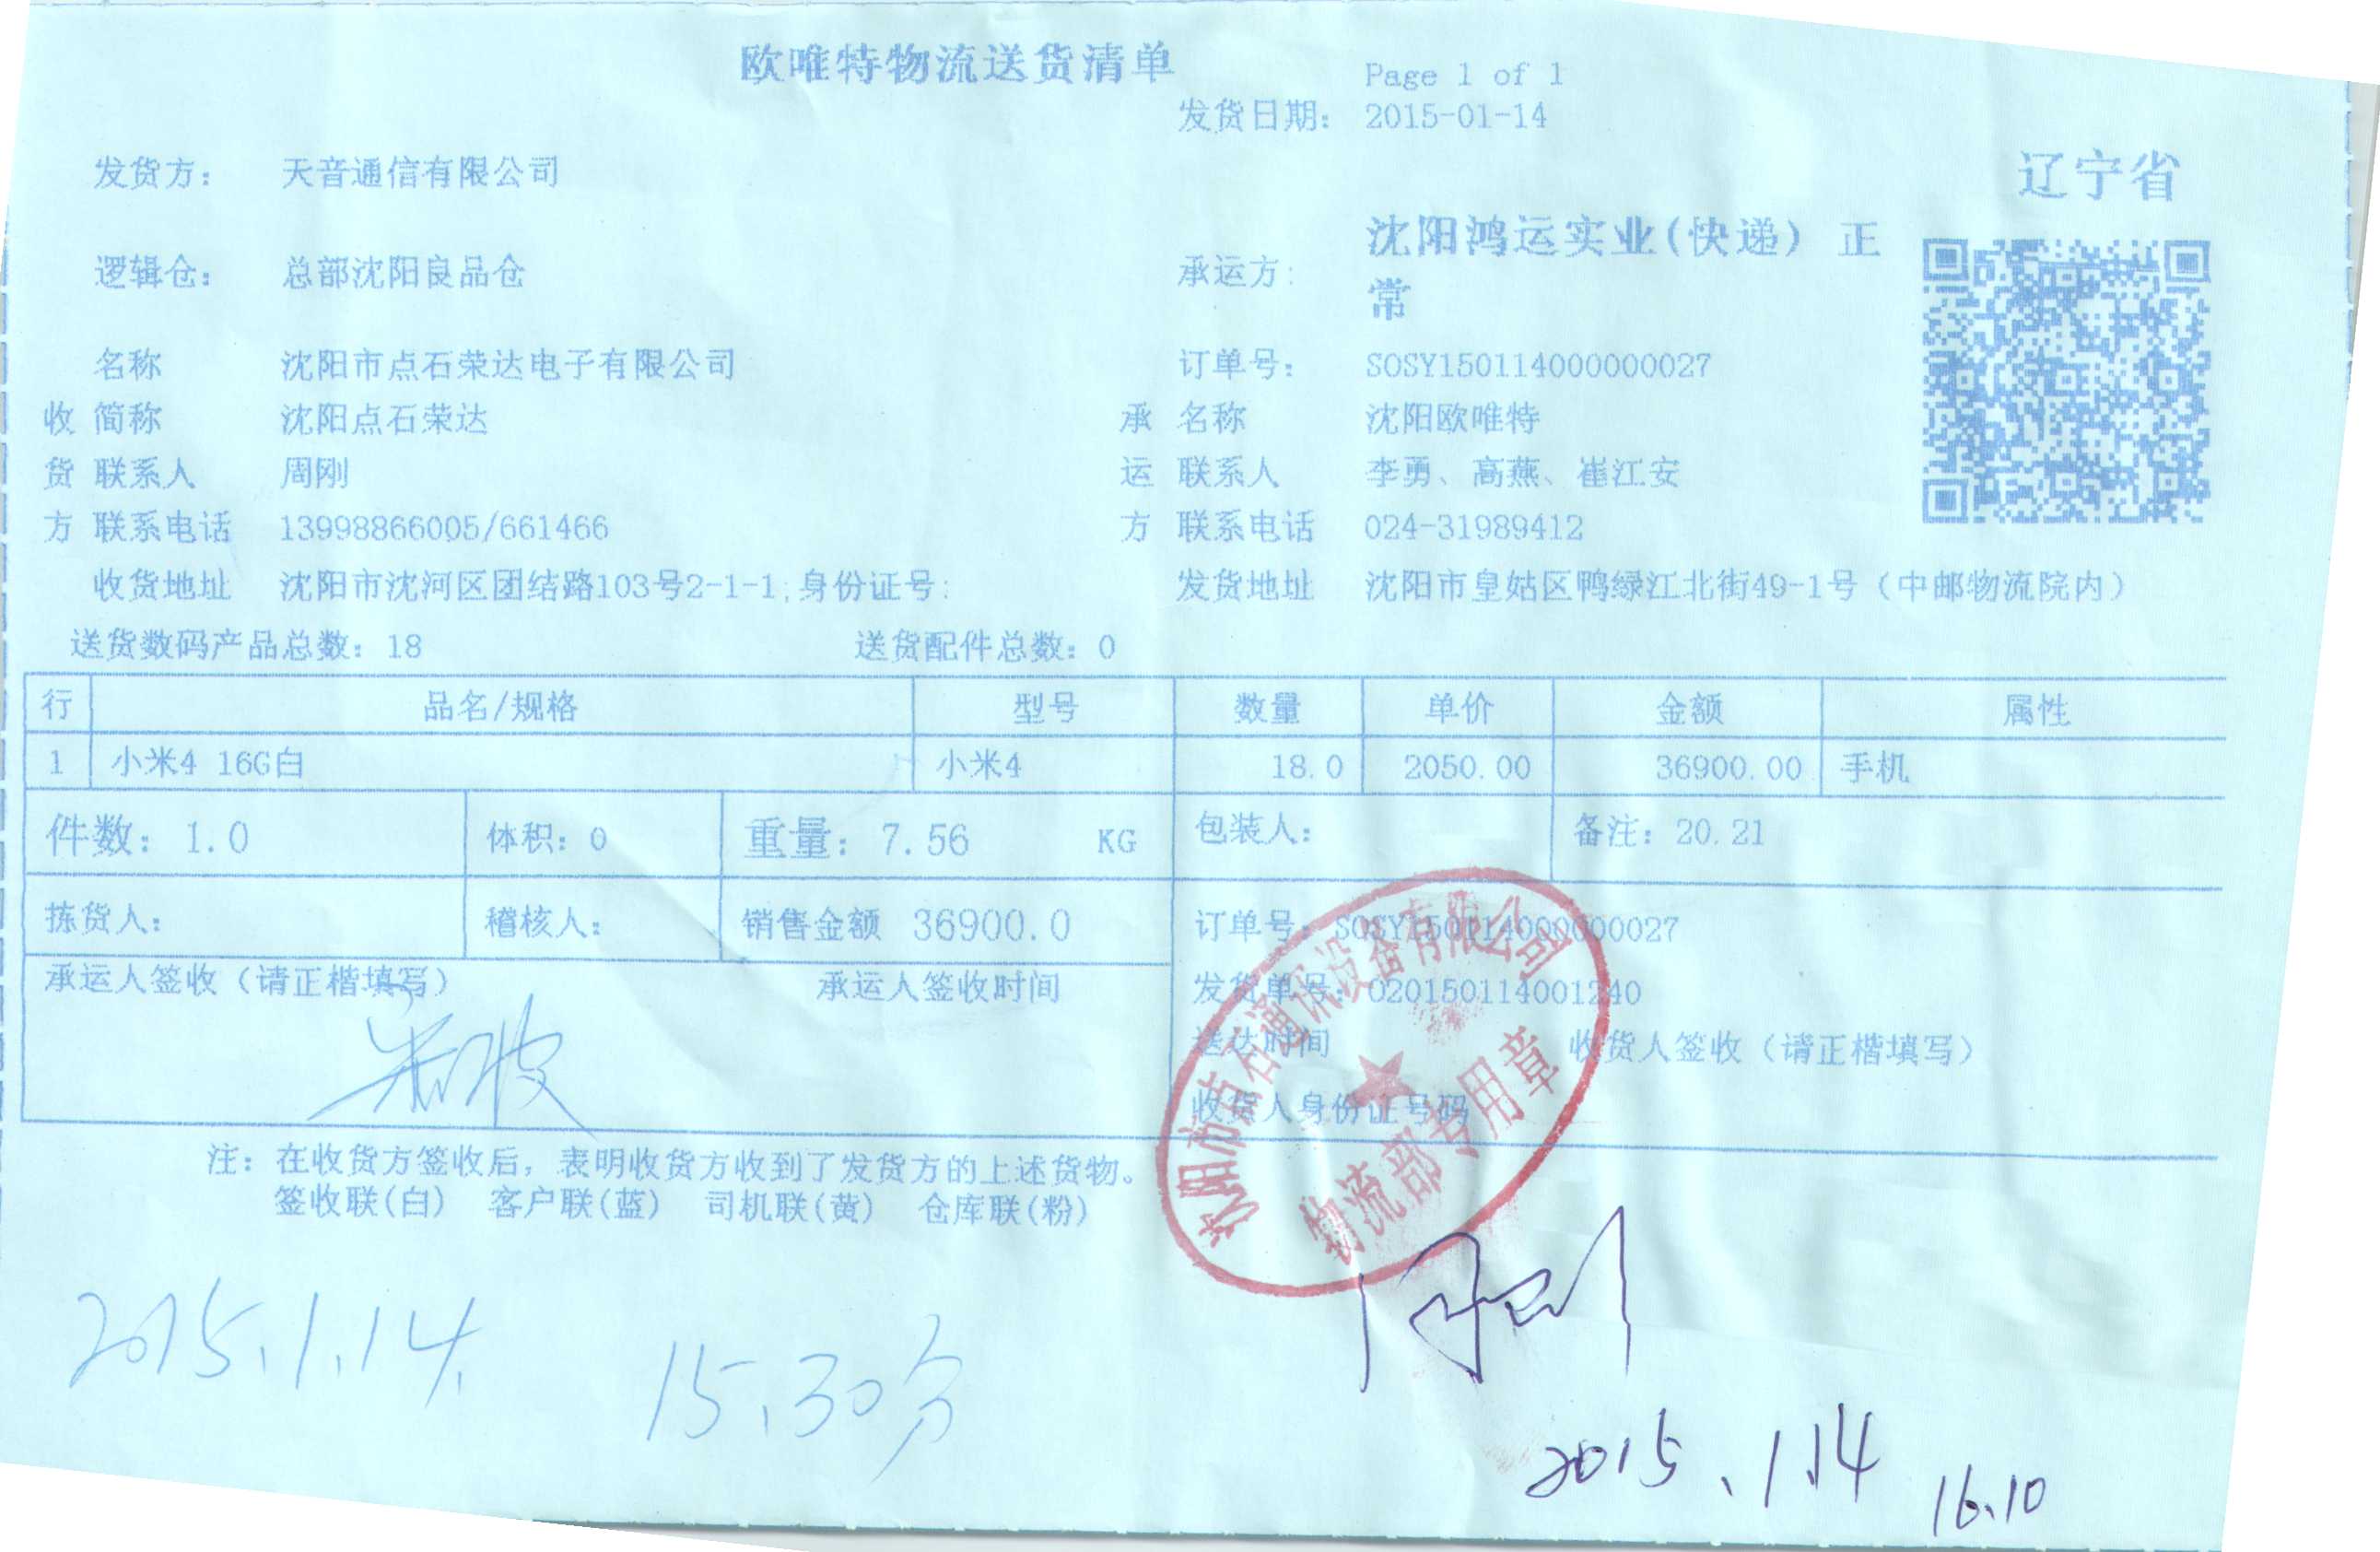 欧唯特物流送货清单
Page 1 of 1
发货日期: 2015-01-14
辽宁省
发货方: 天音通信有限公司
逻辑仓: 总部沈阳良品仓
承运方: 沈阳鸿运实业(快递) 正常
名称 沈阳市点石荣达电子有限公司
订单号: SOSY150114000000027
收 简称 沈阳点石荣达
承 名称 沈阳欧唯特
货 联系人 周刚
运 联系人 李勇、高燕、崔江安
方 联系电话 13998866005/661466
方 联系电话 024-31989412
收货地址 沈阳市沈河区团结路103号2-1-1;身份证号:
发货地址 沈阳市皇姑区鸭绿江北街49-1号（中邮物流院内）
送货数码产品总数: 18 送货配件总数: 0
行 品名/规格 型号 数量 单价 金额 属性
1 小米4 16G白 小米4 18.0 2050.00 36900.00 手机
件数: 1.0 体积: 0 重量: 7.56 KG 包装人: 备注: 20.21
拣货人: 稽核人: 销售金额 36900.0 订单号: SOSY150114000000027
承运人签收（请正楷填写） 承运人签收时间 发货单号: 020150114001240
送达时间 收货人签收（请正楷填写）
收货人身份证号码
沈阳市点石通讯设备有限公司
物流部专用章
注: 在收货方签收后, 表明收货方收到了发货方的上述货物。
签收联(白) 客户联(蓝) 司机联(黄) 仓库联(粉)
2015.1.14.
15.30分
周刚
2015.1.14 16.10